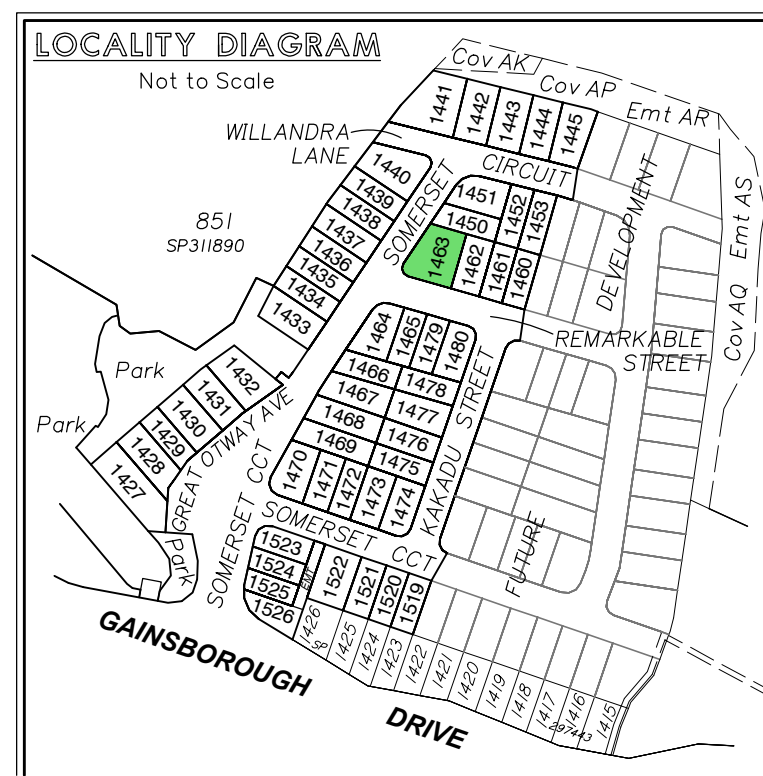 LOCALITY DIAGRAM
Not to Scale
Cov AK
Cov AP
Emt AR
Emt AS
Cov AQ
WILLANDRA
LANE
1441
1442
1443
1444
1445
SOMERSET
CIRCUIT
1440
1439
1438
1437
1436
1435
1434
1433
851
SP311890
1451
1450
1452
1453
1463
1462
1461
1460
DEVELOPMENT
REMARKABLE
STREET
1464
1465
1479
1480
1466
1478
1467
1477
1468
1476
1469
1475
1470
1471
1472
1473
1474
KAKADU STREET
Park
Park
1432
1431
1430
1429
1428
1427
GREAT OTWAY AVE
Park
SOMERSET CCT
SOMERSET CCT
FUTURE
1523
1524
1525
1526
EMT
1522
1521
1520
1519
1426
SP
1425
1424
1423
1422
1421
1420
1419
1418
1417
1416
1415
297443
GAINSBOROUGH
DRIVE